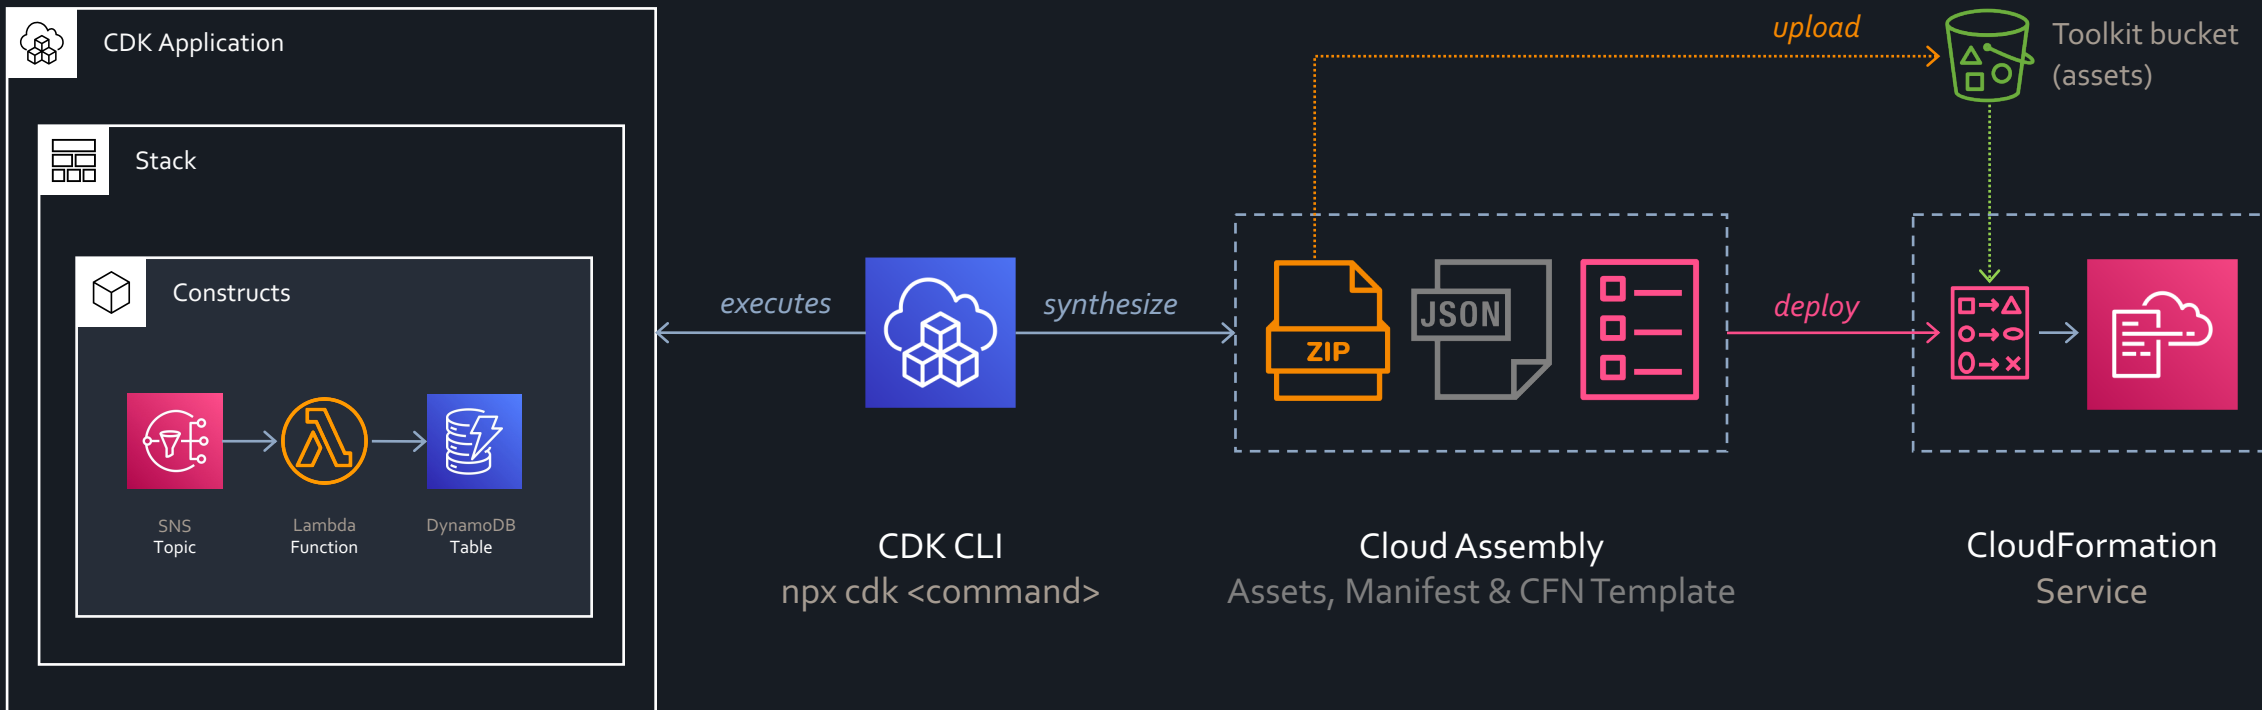 CDK Application
Stack
Constructs
SNS
Topic
Lambda
Function
DynamoDB
Table
executes
synthesize
CDK CLI
npx cdk <command>
upload
ZIP
JSON
Cloud Assembly
Assets, Manifest & CFN Template
deploy
Toolkit bucket
(assets)
CloudFormation
Service